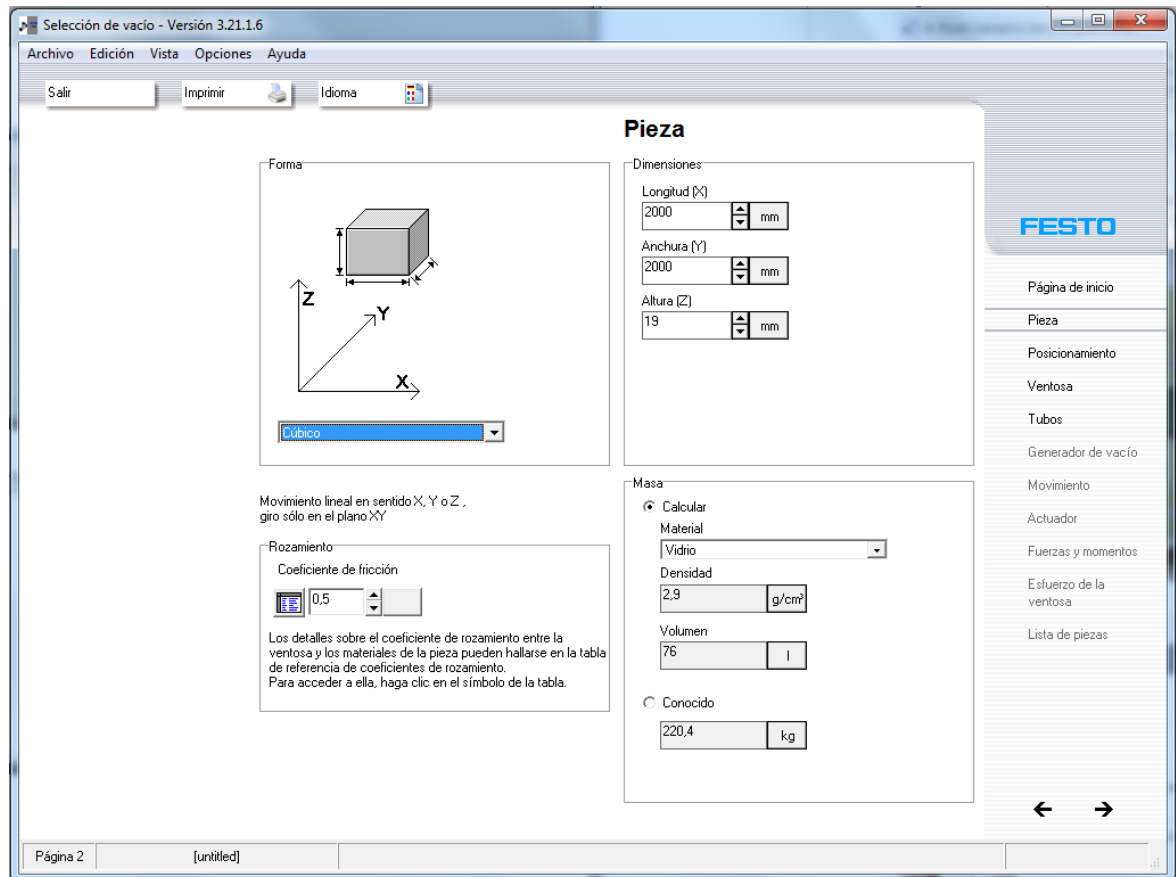 Selección de vacío - Versión 3.21.1.6
Archivo Edición Vista Opciones Ayuda
Salir
Imprimir
Idioma
Pieza
Forma
Z
Y
X
Cúbico
Movimiento lineal en sentido X, Y o Z ,
giro sólo en el plano XY
Rozamiento
Coeficiente de fricción
0,5
Los detalles sobre el coeficiente de rozamiento entre la
ventosa y los materiales de la pieza pueden hallarse en la tabla
de referencia de coeficientes de rozamiento.
Para acceder a ella, haga clic en el símbolo de la tabla.
Dimensiones
Longitud (X)
2000 mm
Anchura (Y)
2000 mm
Altura (Z)
19 mm
Masa
Calcular
Material
Vidrio
Densidad
2,9 g/cm³
Volumen
76 l
Conocido
220,4 kg
FESTO
Página de inicio
Pieza
Posicionamiento
Ventosa
Tubos
Generador de vacío
Movimiento
Actuador
Fuerzas y momentos
Esfuerzo de la
ventosa
Lista de piezas
Página 2
[untitled]